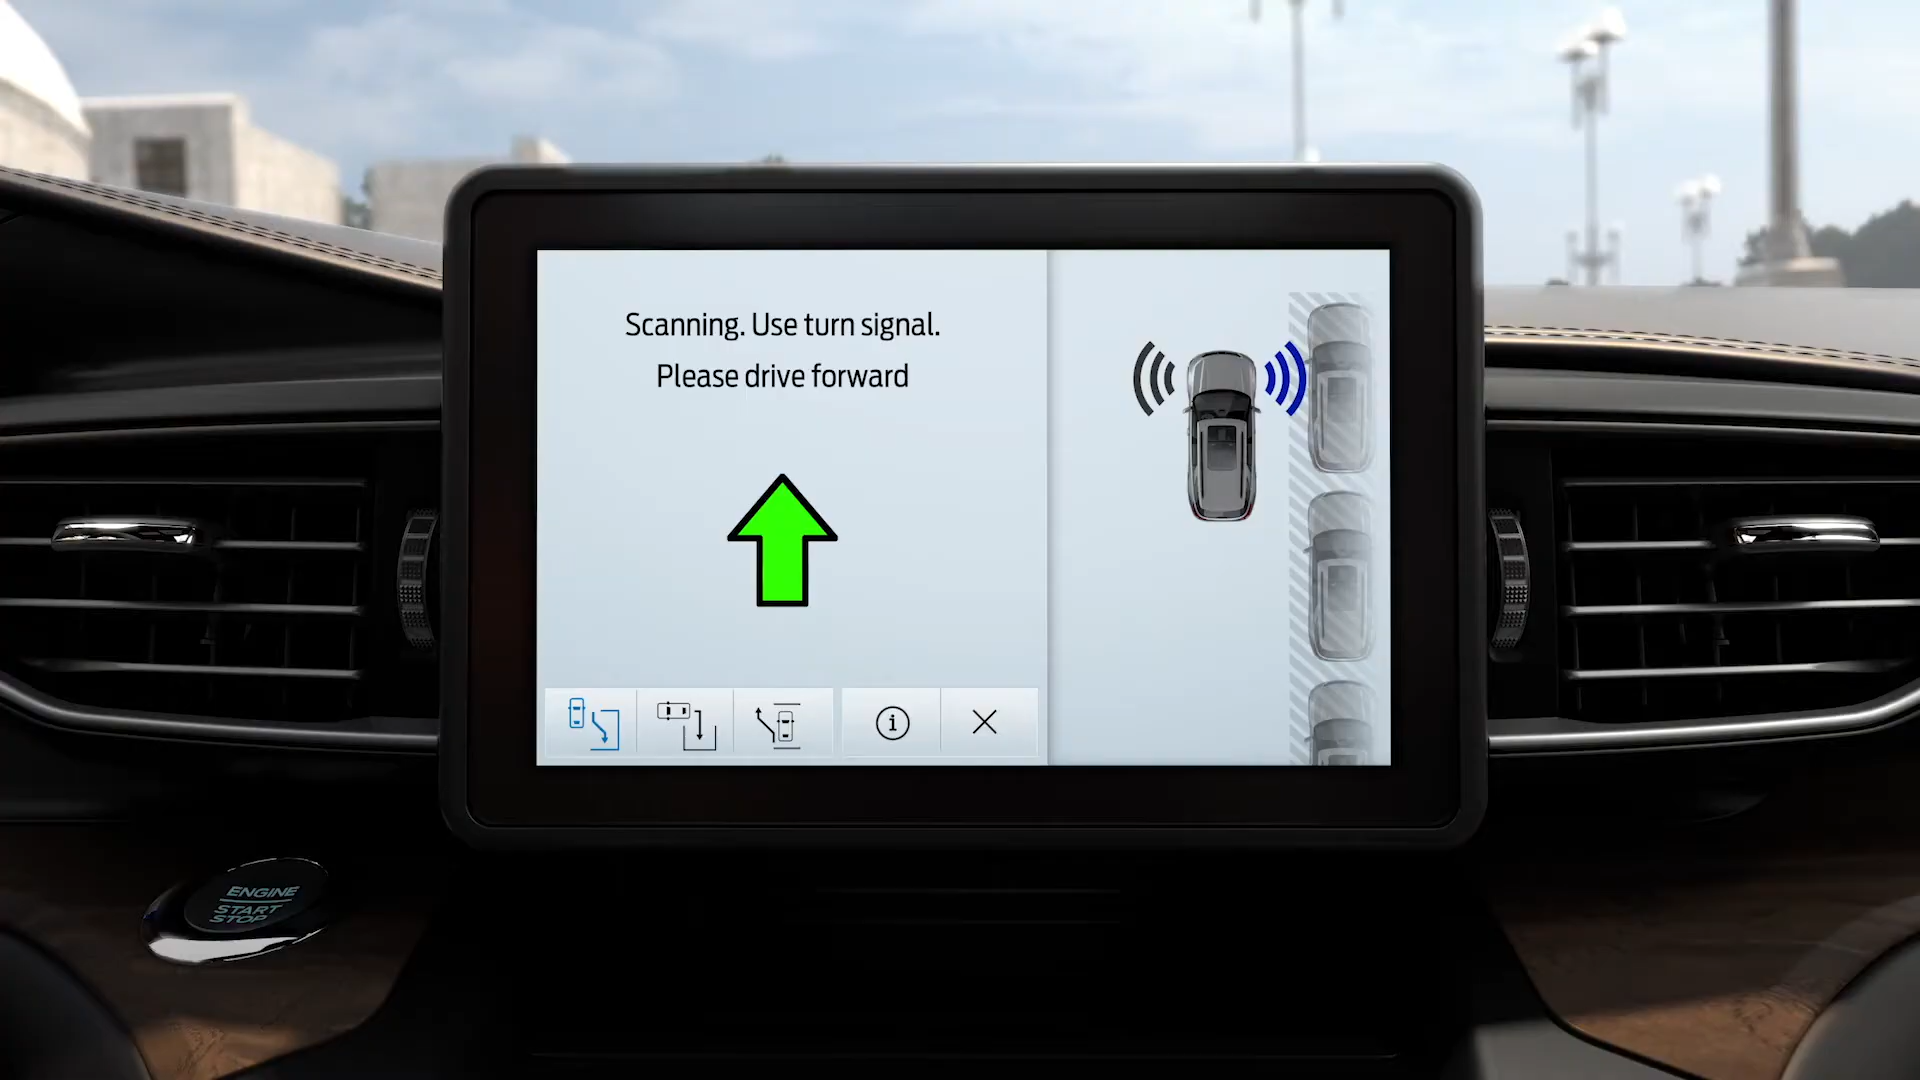 Scanning. Use turn signal.
Please drive forward
ENGINE
START
STOP